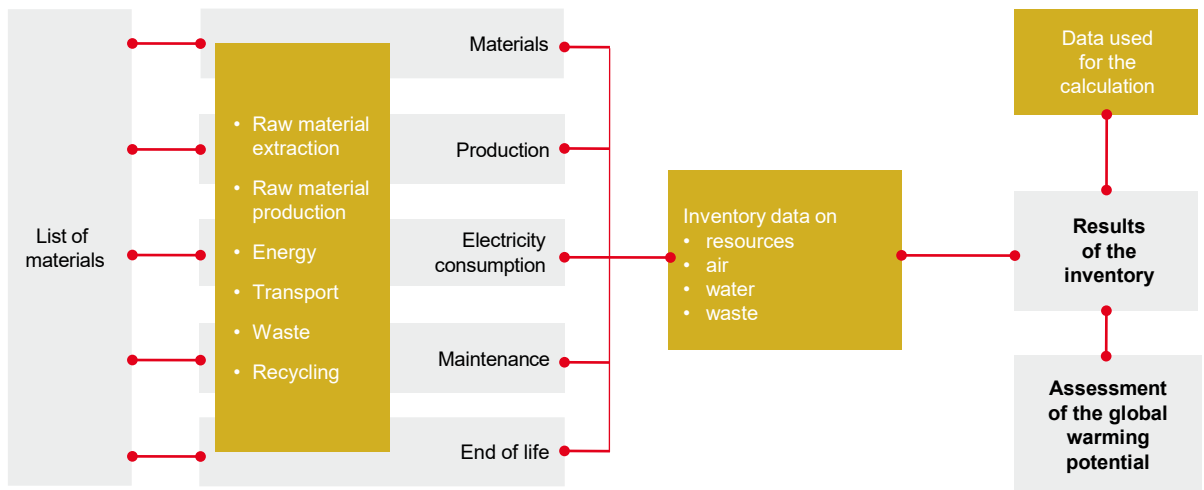 List of
materials
Materials
Production
Electricity
consumption
Maintenance
End of life
• Raw material
extraction
• Raw material
production
• Energy
• Transport
• Waste
• Recycling
Inventory data on
• resources
• air
• water
• waste
Data used
for the
calculation
Results
of the
inventory
Assessment
of the global
warming
potential